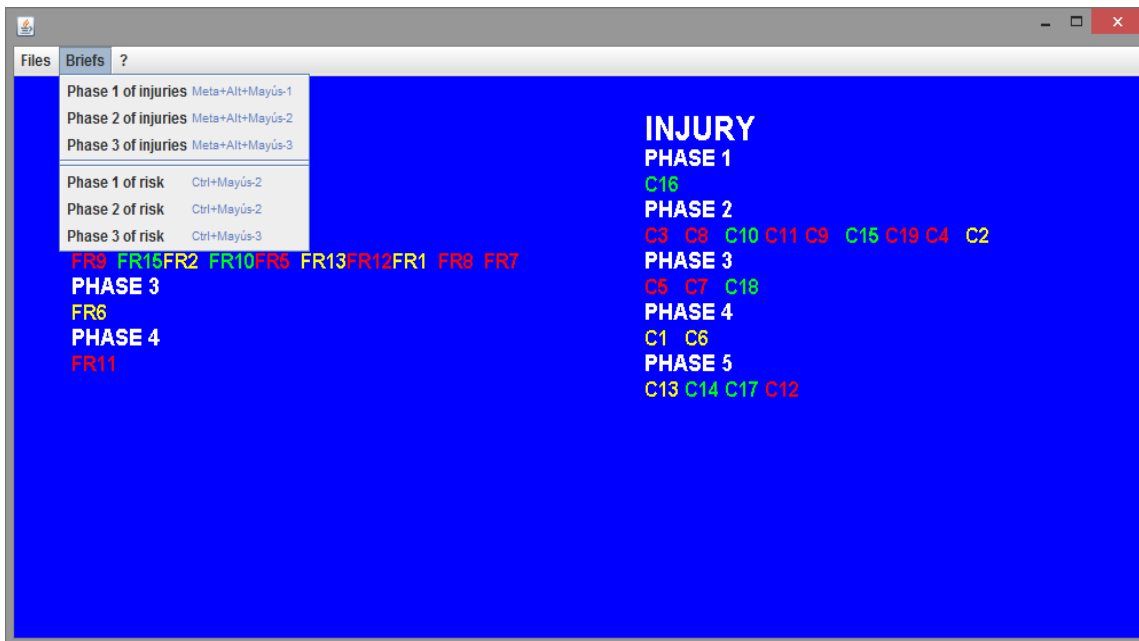 Files Briefs ?
Phase 1 of injuries Meta+Alt+Mayús-1
Phase 2 of injuries Meta+Alt+Mayús-2
Phase 3 of injuries Meta+Alt+Mayús-3
Phase 1 of risk Ctrl+Mayús-2
Phase 2 of risk Ctrl+Mayús-2
Phase 3 of risk Ctrl+Mayús-3
FR9 FR15FR2 FR10FR5 FR13FR12FR1 FR8 FR7
PHASE 3
FR6
PHASE 4
FR11
INJURY
PHASE 1
C16
PHASE 2
C3 C8 C10 C11 C9 C15 C19 C4 C2
PHASE 3
C5 C7 C18
PHASE 4
C1 C6
PHASE 5
C13 C14 C17 C12